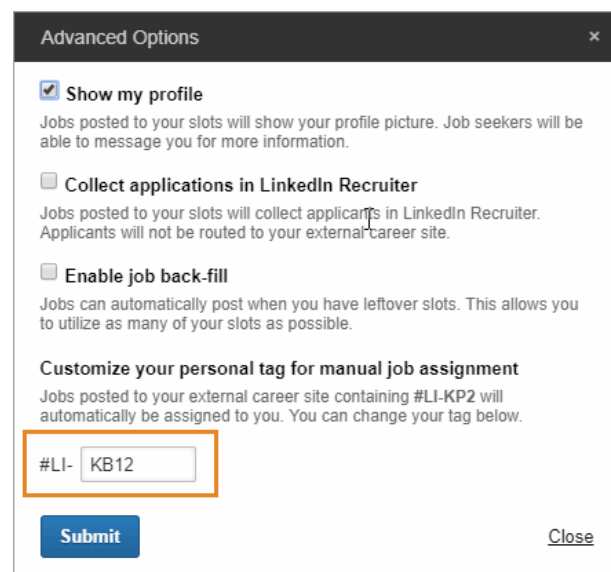 Advanced Options ×
Show my profile
Jobs posted to your slots will show your profile picture. Job seekers will be
able to message you for more information.
Collect applications in LinkedIn Recruiter
Jobs posted to your slots will collect applicants in LinkedIn Recruiter.
Applicants will not be routed to your external career site.
Enable job back-fill
Jobs can automatically post when you have leftover slots. This allows you
to utilize as many of your slots as possible.
Customize your personal tag for manual job assignment
Jobs posted to your external career site containing #LI-KP2 will
automatically be assigned to you. You can change your tag below.
#LI- KB12
Submit Close